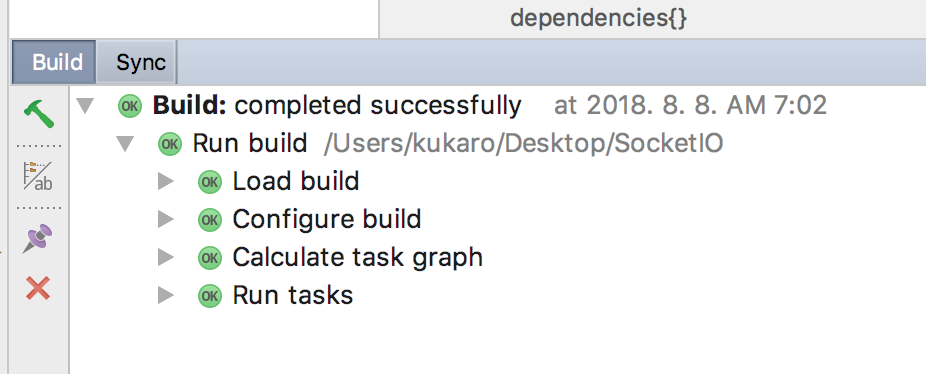 dependencies{}
Build Sync
OK Build: completed successfully at 2018. 8. 8. AM 7:02
OK Run build /Users/kukaro/Desktop/SocketIO
ab OK Load build
OK Configure build
OK Calculate task graph
OK Run tasks